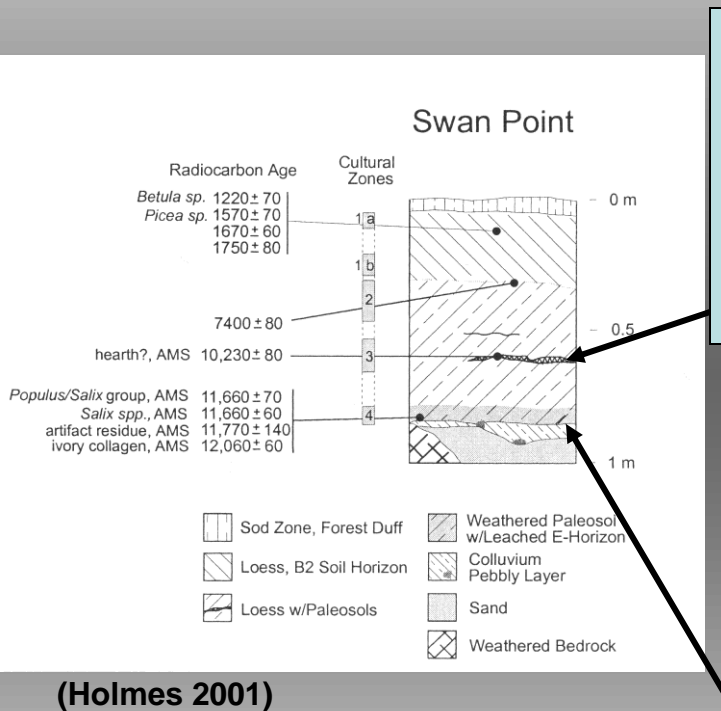 Swan Point
Radiocarbon Age
Cultural
Zones
Betula sp. 1220± 70
Picea sp. 1570± 70
1670± 60
1750± 80
1 a
1 b
2
7400 ± 80
hearth?, AMS 10,230± 80
3
Populus/Salix group, AMS 11,660± 70
Salix spp., AMS 11,660± 60
artifact residue, AMS 11,770± 140
ivory collagen, AMS 12,060± 60
4
0 m
0.5
1 m
Sod Zone, Forest Duff
Loess, B2 Soil Horizon
Loess w/Paleosols
Weathered Paleosol
w/Leached E-Horizon
Colluvium
Pebbly Layer
Sand
Weathered Bedrock
(Holmes 2001)